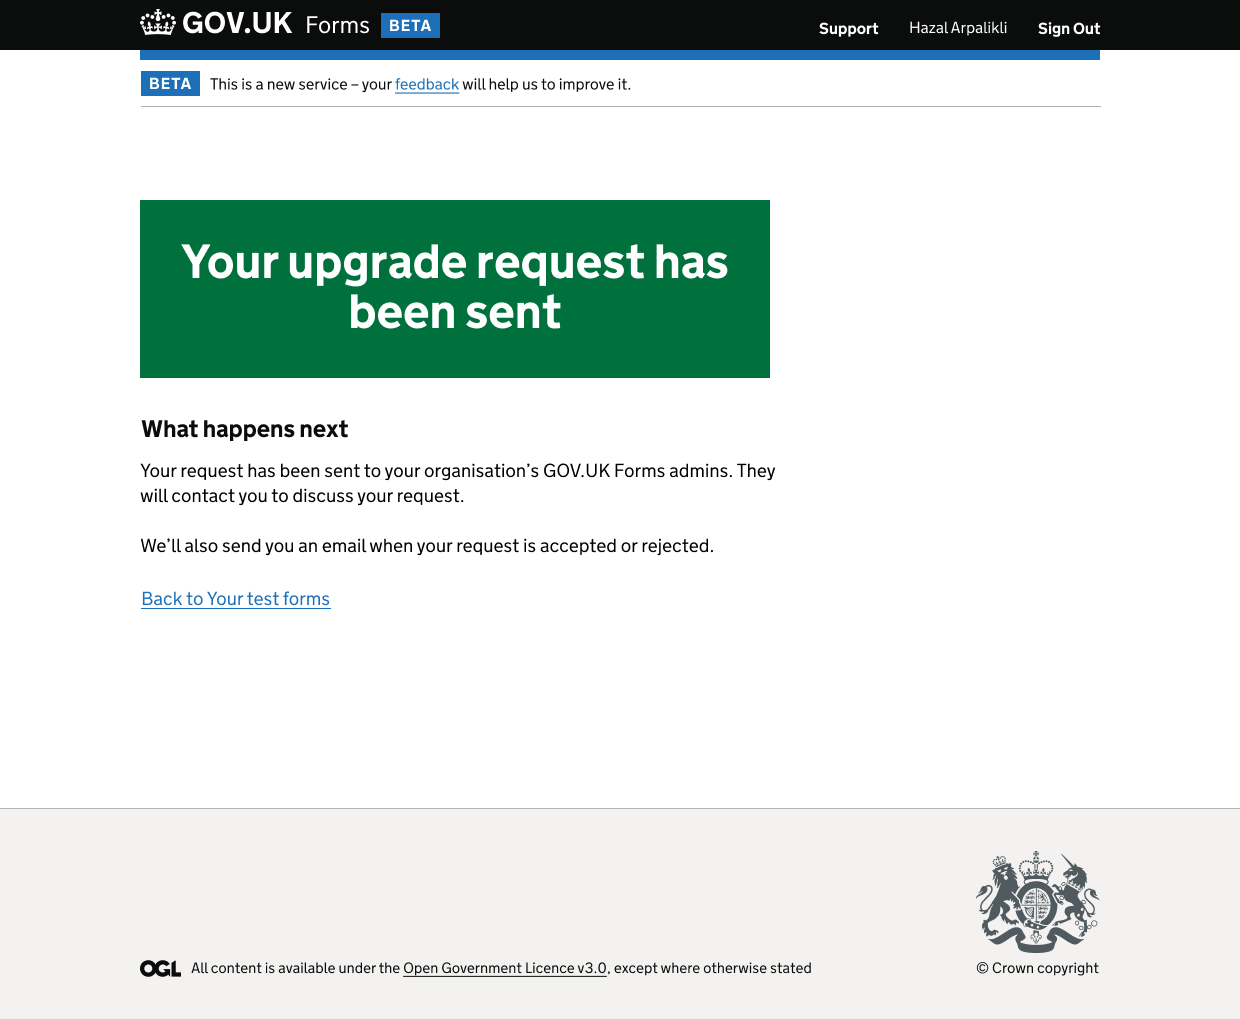 GOV.UK Forms BETA Support Hazal Arpalikli Sign Out
BETA This is a new service – your feedback will help us to improve it.
Your upgrade request has
been sent
What happens next
Your request has been sent to your organisation’s GOV.UK Forms admins. They
will contact you to discuss your request.
We’ll also send you an email when your request is accepted or rejected.
Back to Your test forms
OGL All content is available under the Open Government Licence v3.0, except where otherwise stated
© Crown copyright